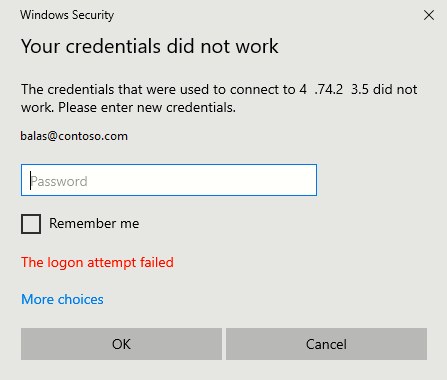 Windows Security
Your credentials did not work
The credentials that were used to connect to 4 .74.2 3.5 did not
work. Please enter new credentials.
balas@contoso.com
Password
Remember me
The logon attempt failed
More choices
OK
Cancel